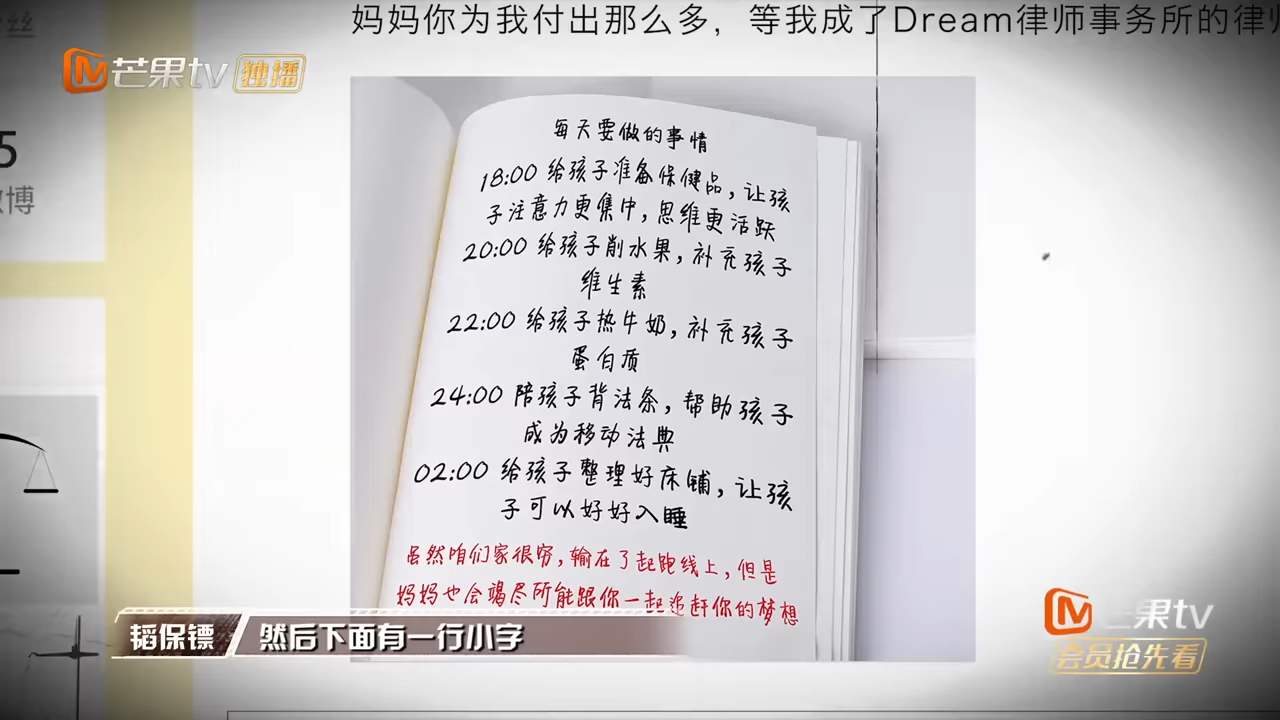 妈妈你为我付出那么多，等我成了Dream律师事务所的律师
芒果tv 独播
5
微博
每天要做的事情
18:00 给孩子准备保健品，让孩
子注意力更集中，思维更活跃
20:00 给孩子削水果，补充孩子
维生素
22:00 给孩子热牛奶，补充孩子
蛋白质
24:00 陪孩子背法条，帮助孩子
成为移动法典
02:00 给孩子整理好床铺，让孩
子可以好好入睡
虽然咱们家很穷，输在了起跑线上，但是
妈妈也会竭尽所能跟你一起追赶你的梦想
韬保镖 然后下面有一行小字
芒果tv
会员抢先看